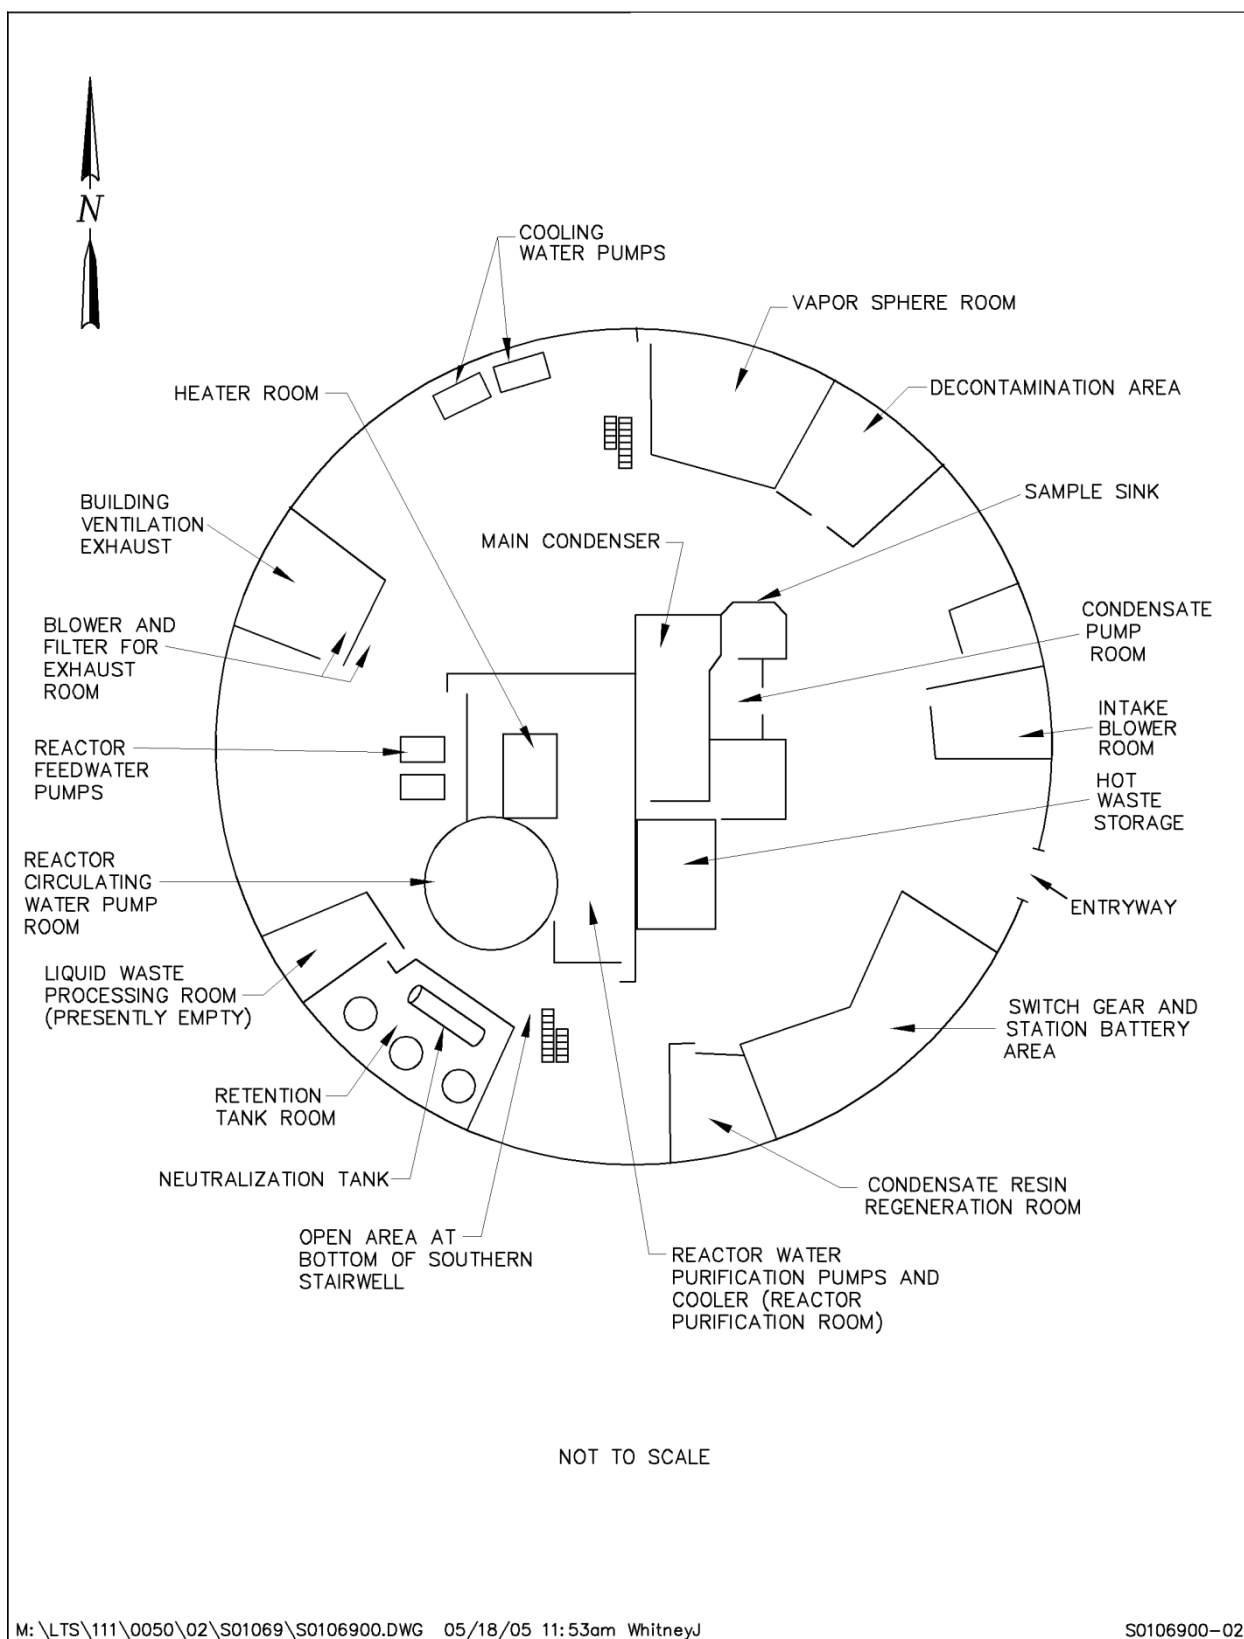 N
COOLING
WATER PUMPS
VAPOR SPHERE ROOM
HEATER ROOM
DECONTAMINATION AREA
BUILDING
VENTILATION
EXHAUST
SAMPLE SINK
MAIN CONDENSER
BLOWER AND
FILTER FOR
EXHAUST
ROOM
CONDENSATE
PUMP
ROOM
INTAKE
BLOWER
ROOM
REACTOR
FEEDWATER
PUMPS
HOT
WASTE
STORAGE
REACTOR
CIRCULATING
WATER PUMP
ROOM
ENTRYWAY
LIQUID WASTE
PROCESSING ROOM
(PRESENTLY EMPTY)
SWITCH GEAR AND
STATION BATTERY
AREA
RETENTION
TANK ROOM
NEUTRALIZATION TANK
CONDENSATE RESIN
REGENERATION ROOM
OPEN AREA AT
BOTTOM OF SOUTHERN
STAIRWELL
REACTOR WATER
PURIFICATION PUMPS AND
COOLER (REACTOR
PURIFICATION ROOM)
NOT TO SCALE
M:\LTS\111\0050\02\S01069\S0106900.DWG 05/18/05 11:53am WhitneyJ
S0106900-02